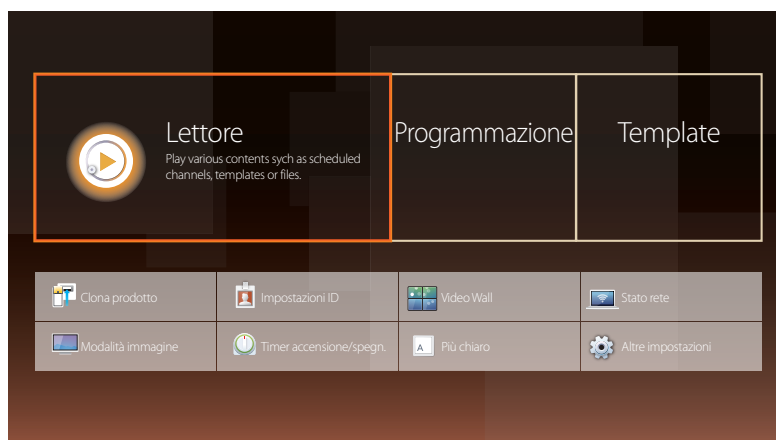 Lettore
Play various contents sych as scheduled
channels, templates or files.
Programmazione
Template
Clona prodotto
Impostazioni ID
Video Wall
Stato rete
Modalità immagine
Timer accensione/spegn.
A
Più chiaro
Altre impostazioni